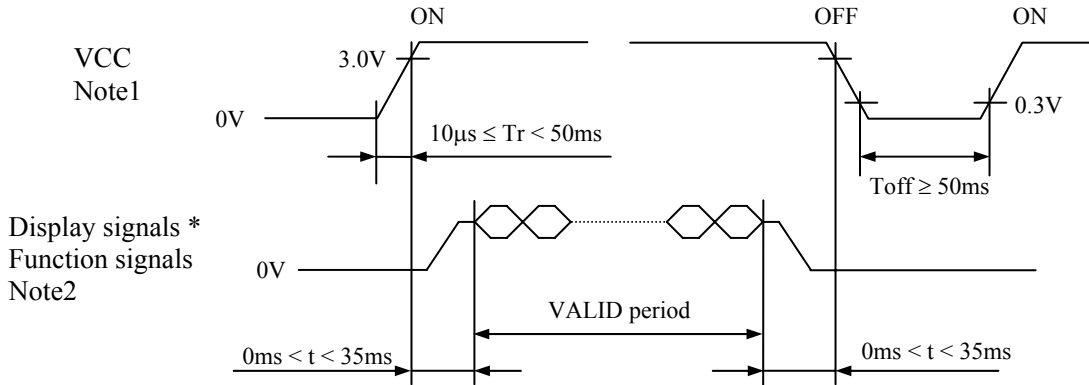 ON
OFF
ON
VCC
Note1
3.0V
0V
0.3V
10μs ≤ Tr < 50ms
Toff ≥ 50ms
Display signals *
Function signals
Note2
0V
VALID period
0ms < t < 35ms
0ms < t < 35ms